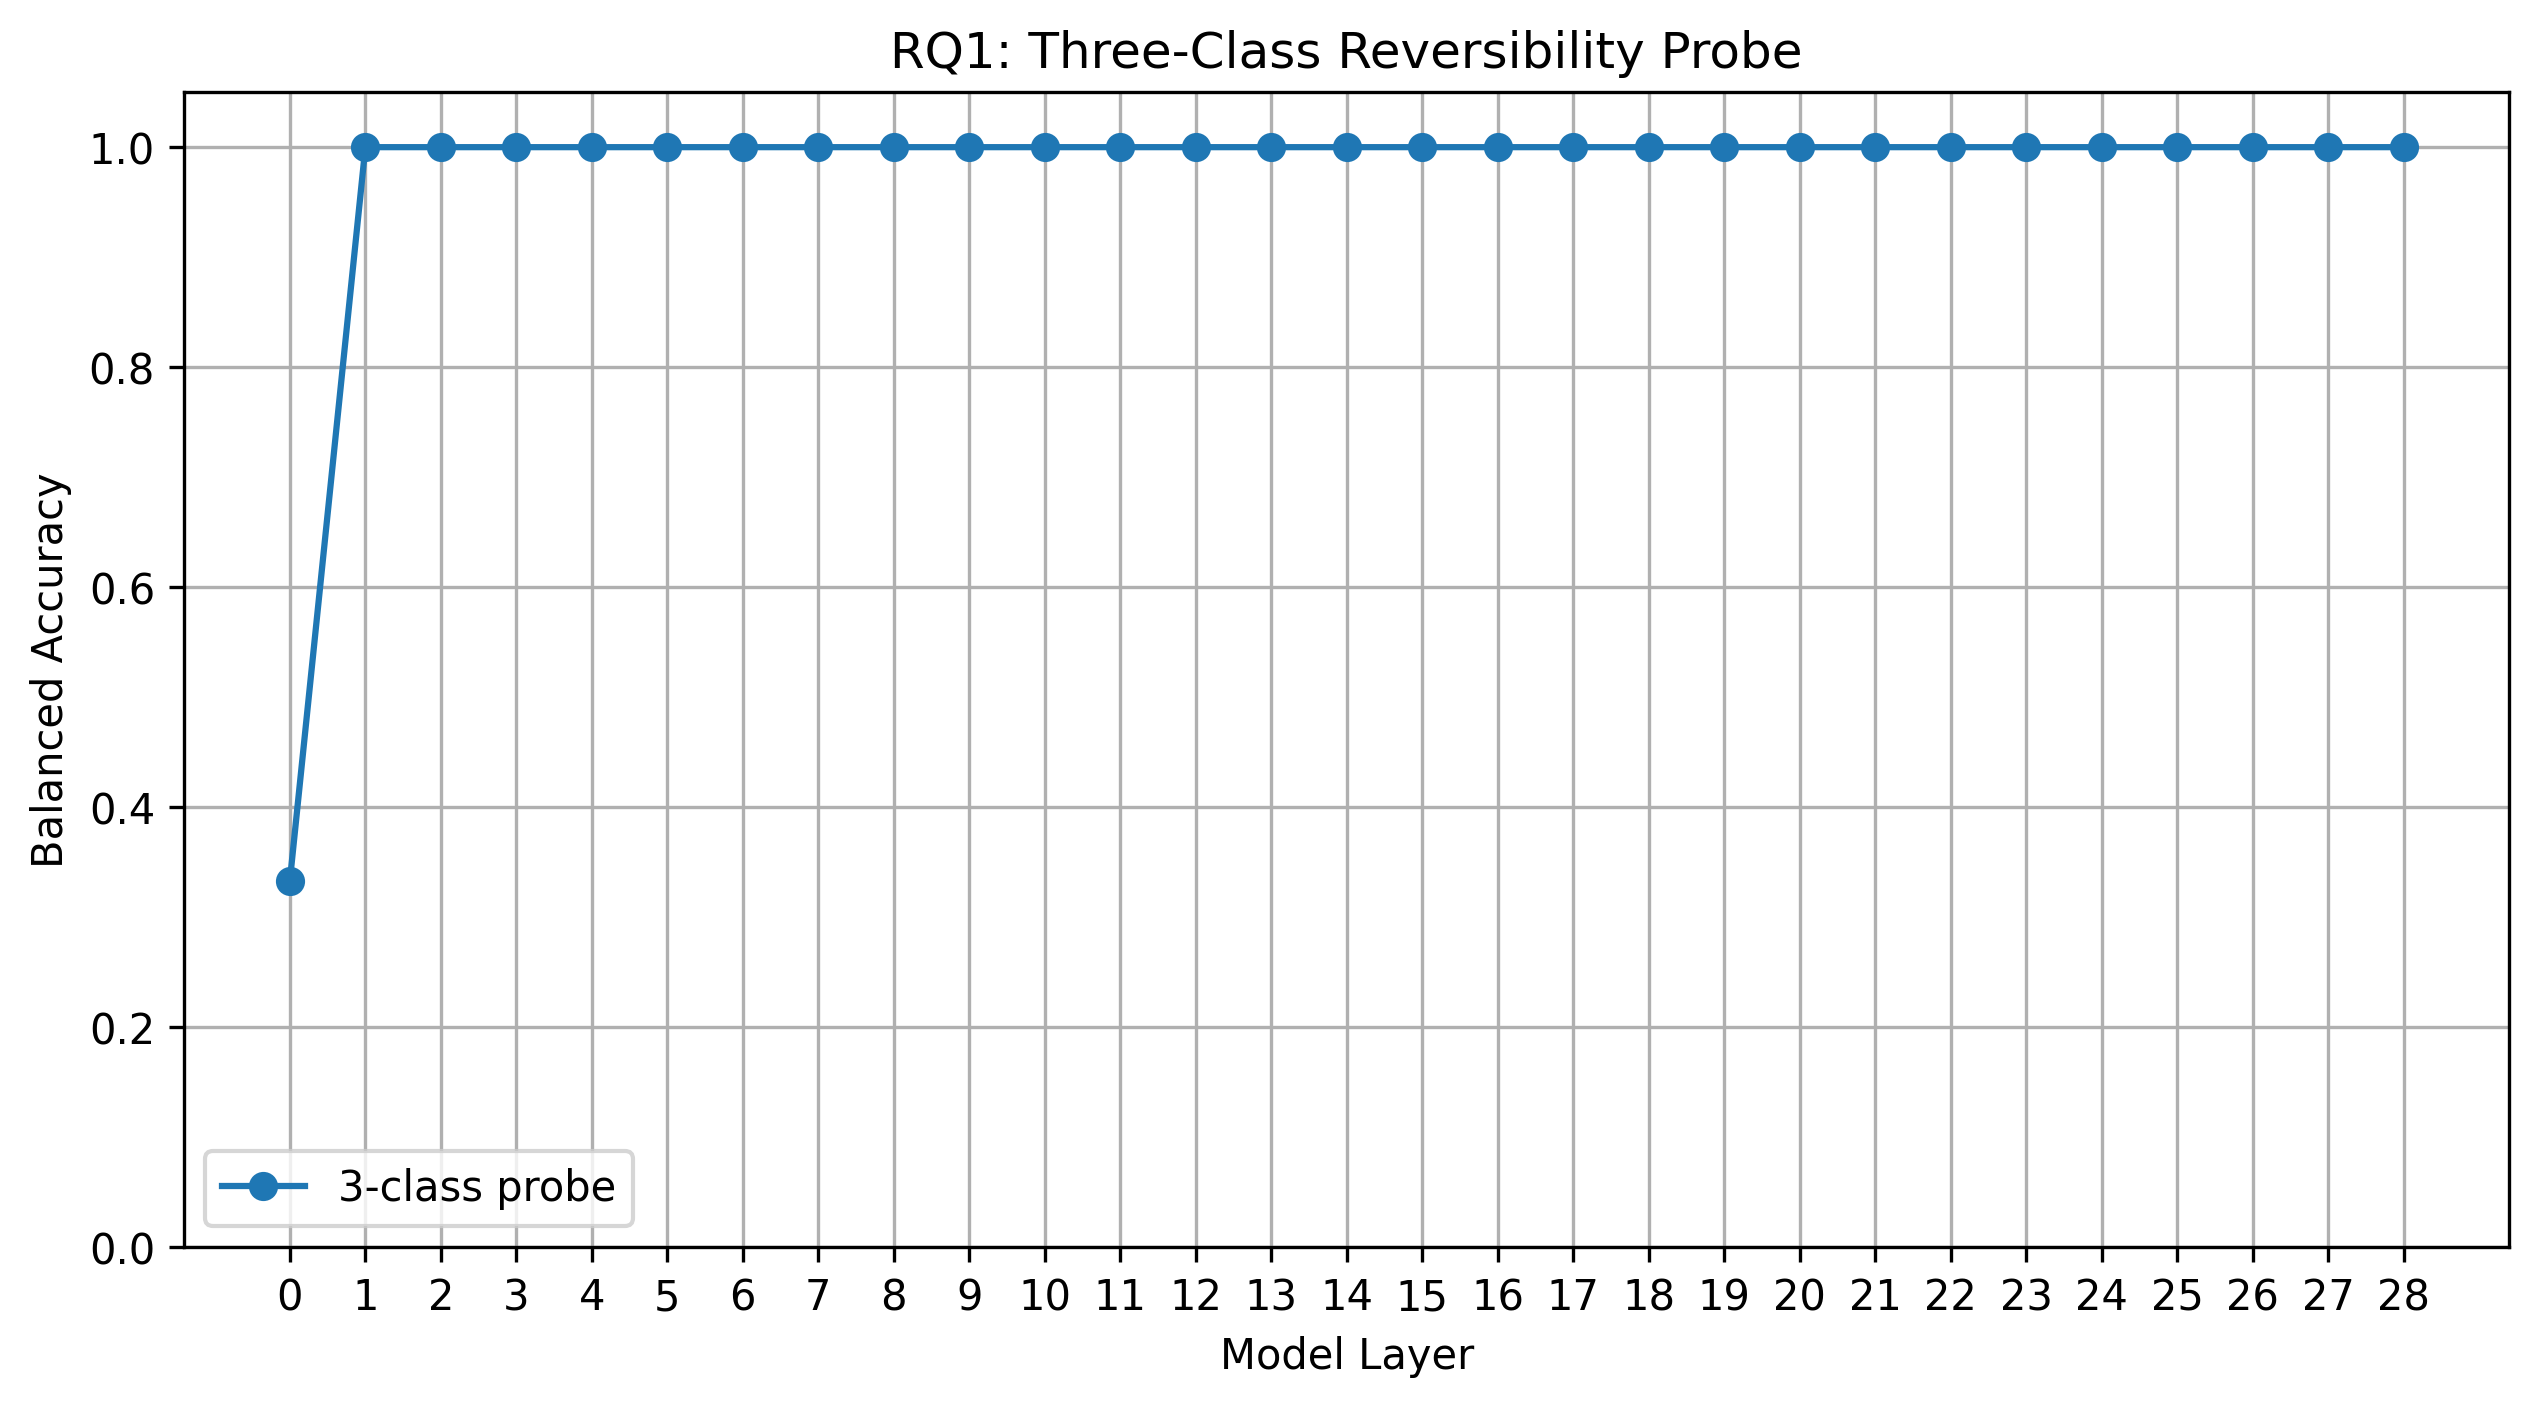 RQ1: Three-Class Reversibility Probe
Balanced Accuracy
1.0
0.8
0.6
0.4
0.2
0.0
3-class probe
0 1 2 3 4 5 6 7 8 9 10 11 12 13 14 15 16 17 18 19 20 21 22 23 24 25 26 27 28
Model Layer